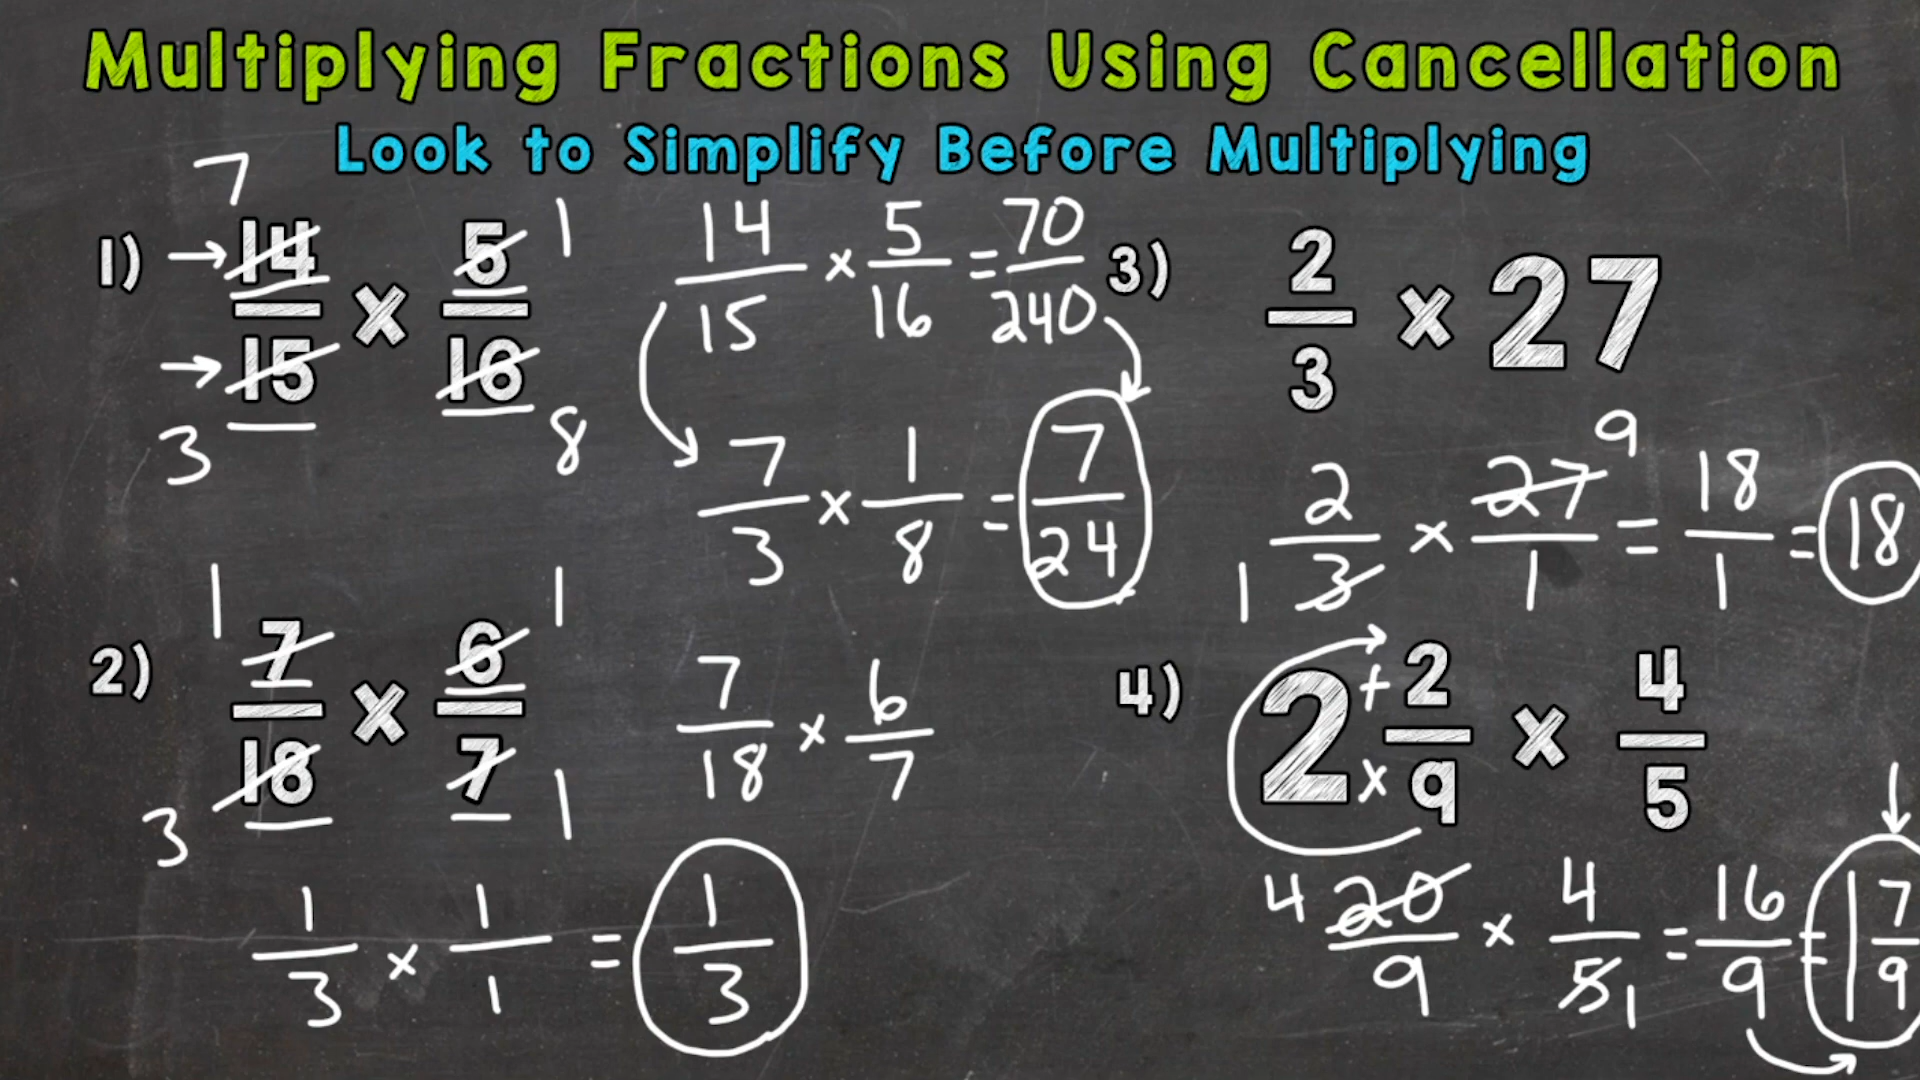 Multiplying Fractions Using Cancellation
Look to Simplify Before Multiplying
1) → 14/15 × 5/16
7 1
→ 3 8
14/15 × 5/16 = 70/240
7/3 × 1/8 = 7/24
2) 7/18 × 6/7
1 1
3 1
7/18 × 6/7
1/3 × 1/1 = 1/3
3) 2/3 × 27
2/3 × 27/1 = 18/1 = 18
9
1
4) 2 2/9 × 4/5
+
×
20/9 × 4/5 = 16/9 = 1 7/9
4
1